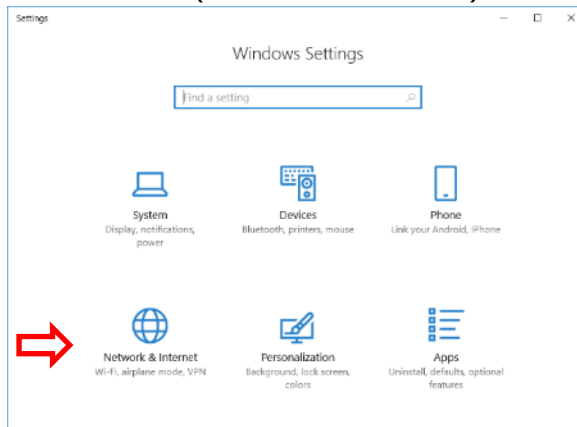 Settings
Windows Settings
Find a setting
System
Display, notifications,
power
Devices
Bluetooth, printers, mouse
Phone
Link your Android, iPhone
Network & Internet
Wi-Fi, airplane mode, VPN
Personalization
Background, lock screen,
colors
Apps
Uninstall, defaults, optional
features